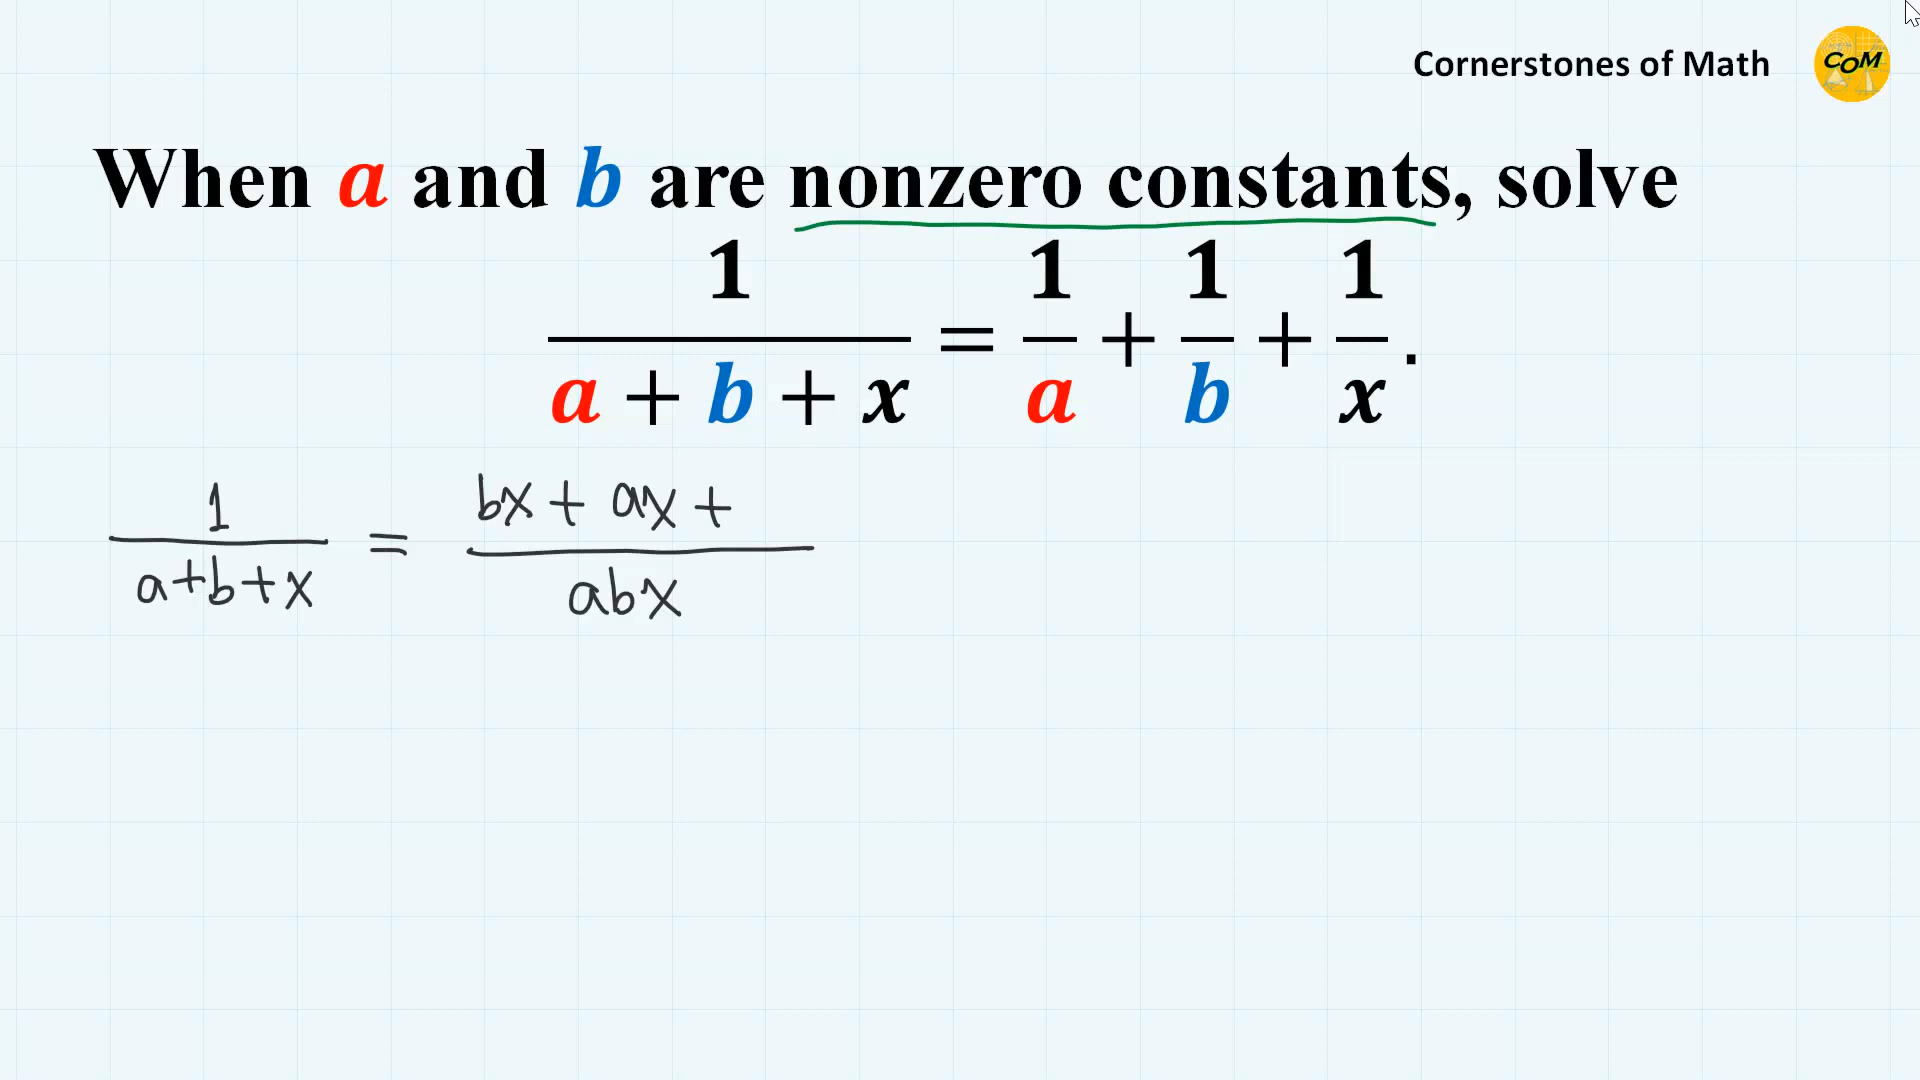 Cornerstones of Math
COM
When a and b are nonzero constants, solve
1/(a + b + x) = 1/a + 1/b + 1/x.
1/(a+b+x) = (bx + ax +)/(abx)